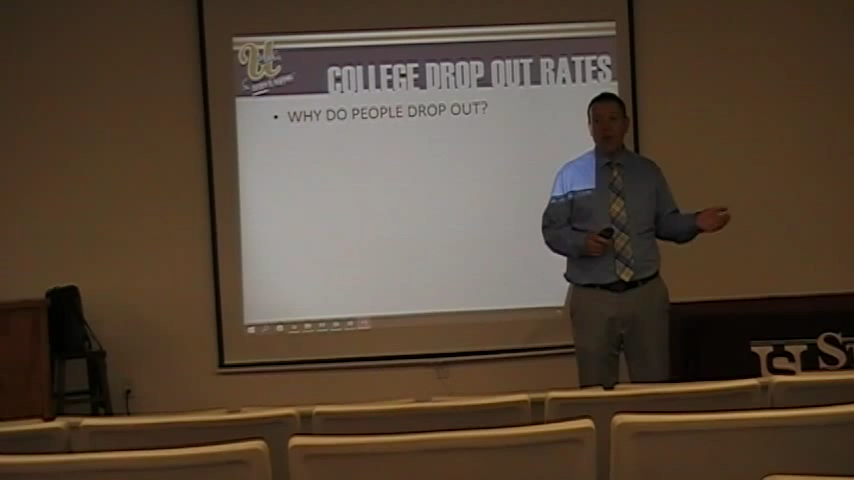 COLLEGE DROP OUT RATES
• WHY DO PEOPLE DROP OUT?